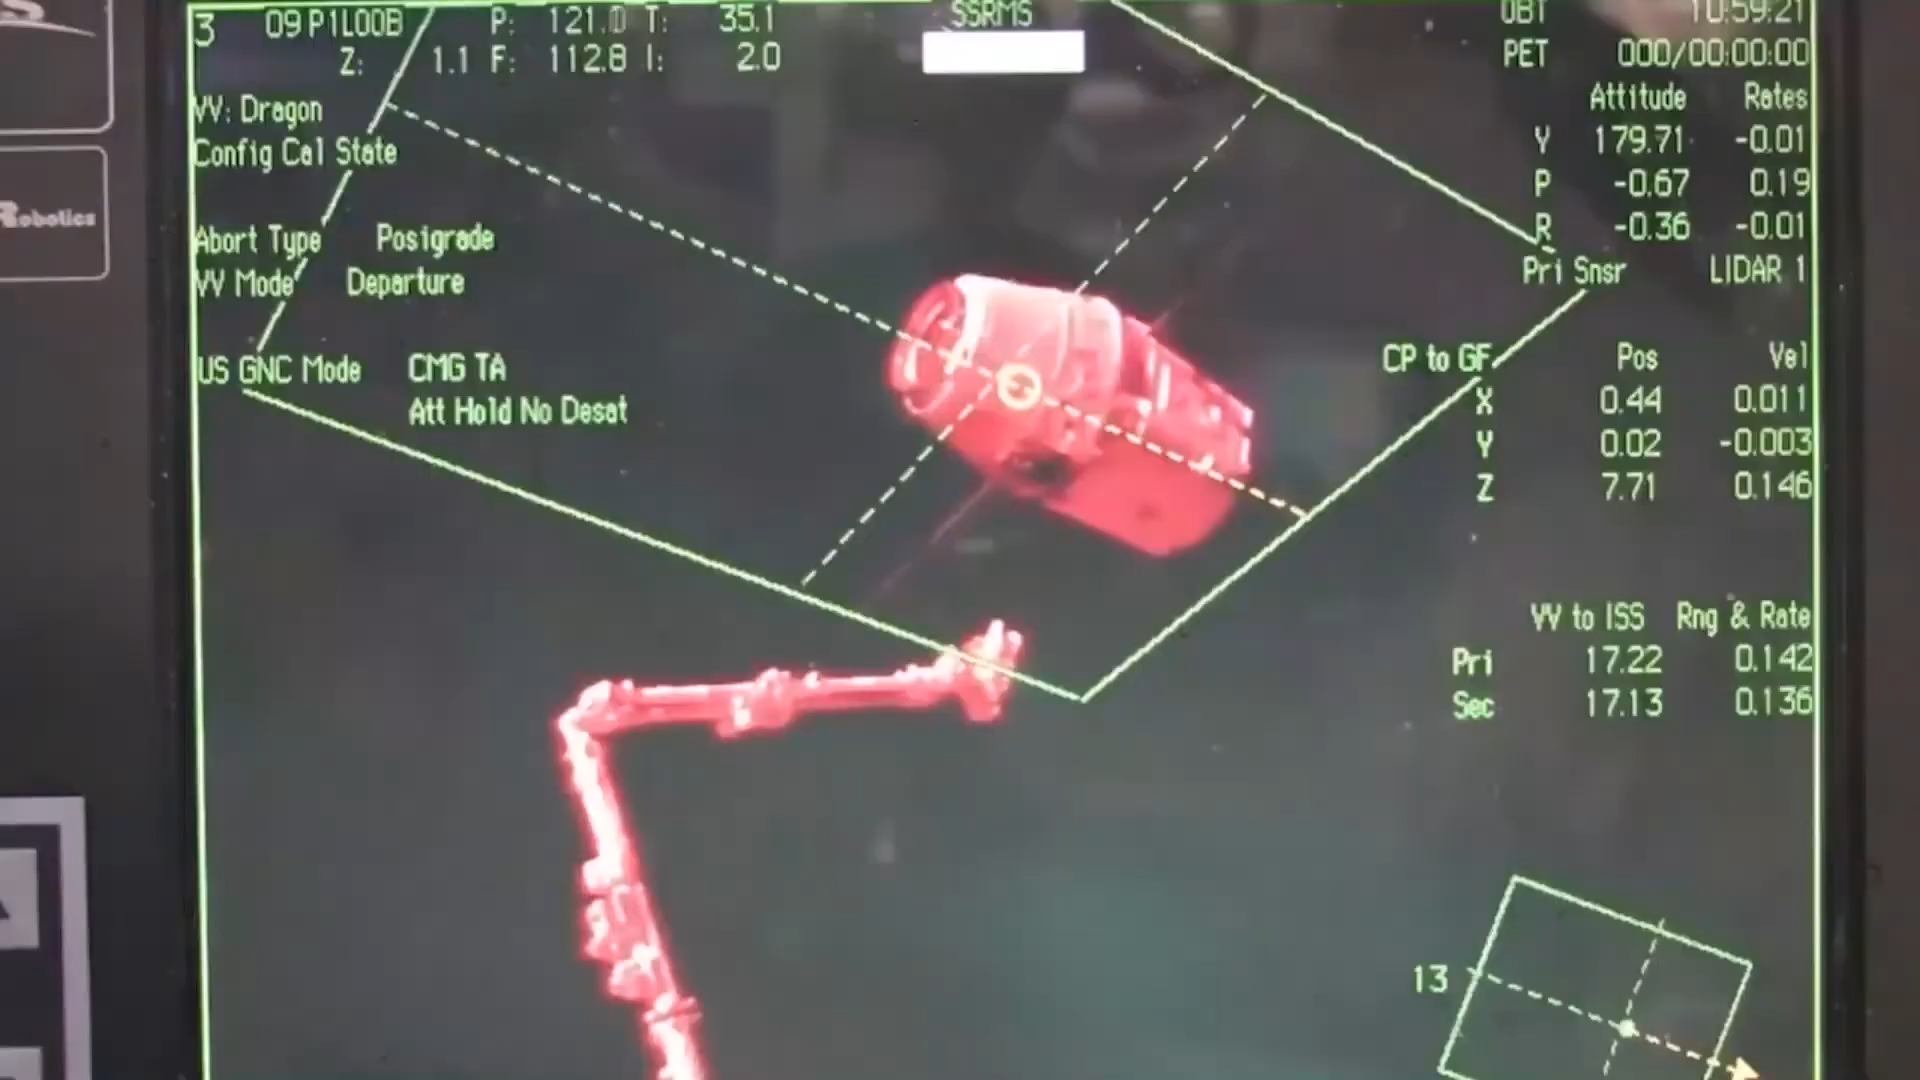 3 09 P1LOOB P: 121.0 T: 35.1 SSRMS
Z: 1.1 F: 112.8 I: 2.0
VV: Dragon
Config Cal State
Abort Type Posigrade
VV Mode Departure
US GNC Mode CMG TA
Att Hold No Desat
OBT 10:59:21
PET 000/00:00:00
Attitude Rates
Y 179.71 -0.01
P -0.67 0.19
R -0.36 -0.01
Pri Snsr LIDAR 1
CP to GF Pos Vel
X 0.44 0.011
Y 0.02 -0.003
Z 7.71 0.146
VV to ISS Rng & Rate
Pri 17.22 0.142
Sec 17.13 0.136
13
S
Robotics